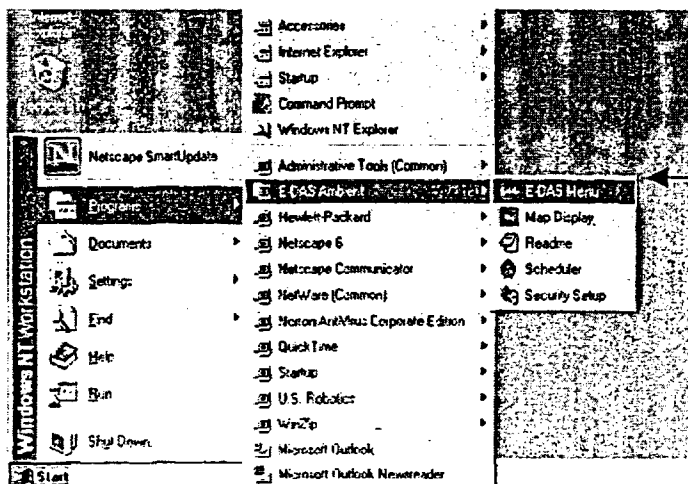 Internet
Netscape SmartUpdate
Programs
Documents
Settings
Find
Help
Run
Shut Down
Windows NT Workstation
Start
Accessories
Internet Explorer
Startup
Command Prompt
Windows NT Explorer
Administrative Tools (Common)
E-DAS Ambient
Hewlett-Packard
Netscape 6
Netscape Communicator
NetWare (Common)
Norton AntiVirus Corporate Edition
QuickTime
Startup
U.S. Robotics
WinZip
Microsoft Outlook
Microsoft Outlook Newsreader
E-DAS Menu
Map Display
Readme
Scheduler
Security Setup